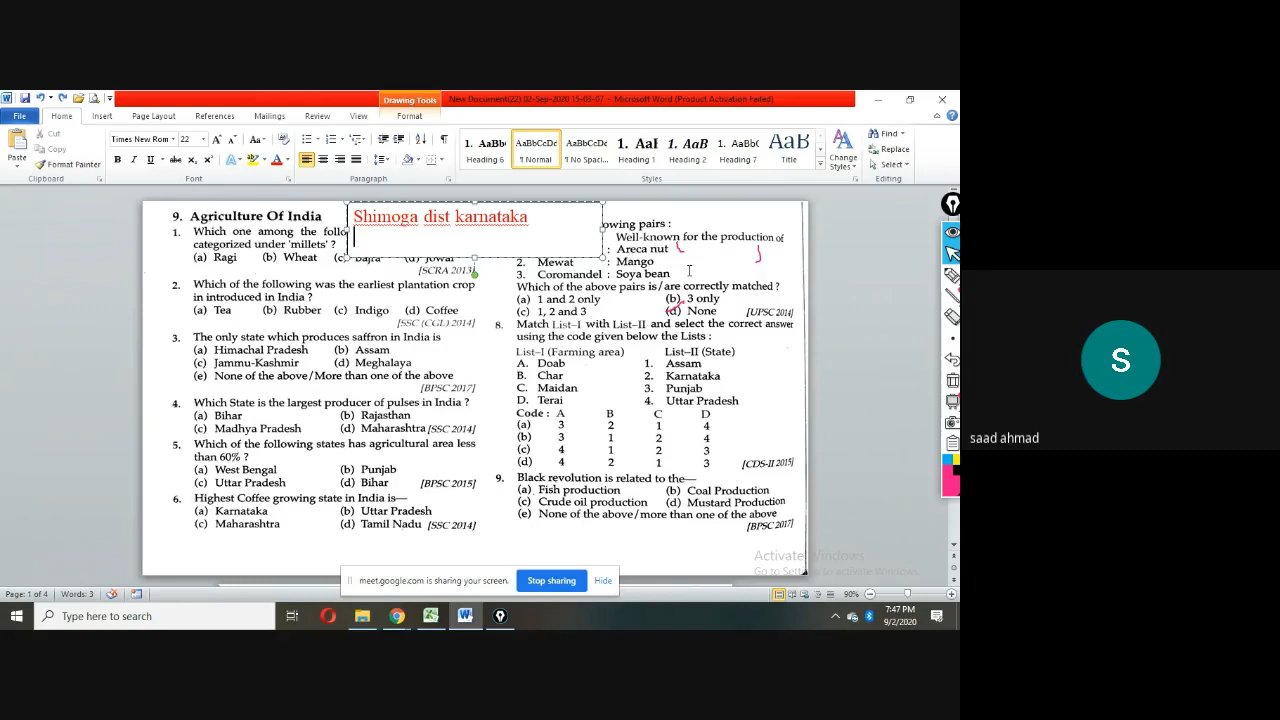 Drawing Tools
New Document(22) 02-Sep-2020 15-03-07 - Microsoft Word (Product Activation Failed)
File Home Insert Page Layout References Mailings Review View Format
Paste
Cut
Copy
Format Painter
Clipboard
Times New Rom 22
Font
Paragraph
AaBb
Heading 6
AaBbCcDc
¶ Normal
AaBbCcDc
¶ No Spaci...
1. AaI
Heading 1
1. AaB
Heading 2
1. AaBbC
Heading 7
AaB
Title
Styles
Change
Styles
Find
Replace
Select
Editing
Shimoga dist karnataka
9. Agriculture Of India
1. Which one among the follo
categorized under 'millets' ?
(a) Ragi (b) Wheat (c) Bajra (d) Jowar
[SCRA 2013]
2. Which of the following was the earliest plantation crop
in introduced in India ?
(a) Tea (b) Rubber (c) Indigo (d) Coffee
[SSC (CGL) 2014]
3. The only state which produces saffron in India is
(a) Himachal Pradesh (b) Assam
(c) Jammu-Kashmir (d) Meghalaya
(e) None of the above/More than one of the above
[BPSC 2017]
4. Which State is the largest producer of pulses in India ?
(a) Bihar (b) Rajasthan
(c) Madhya Pradesh (d) Maharashtra [SSC 2014]
5. Which of the following states has agricultural area less
than 60% ?
(a) West Bengal (b) Punjab
(c) Uttar Pradesh (d) Bihar [BPSC 2015]
6. Highest Coffee growing state in India is—
(a) Karnataka (b) Uttar Pradesh
(c) Maharashtra (d) Tamil Nadu [SSC 2014]
owing pairs :
Well-known for the production of
: Areca nut
2. Mewat : Mango
3. Coromandel : Soya bean
Which of the above pairs is/are correctly matched ?
(a) 1 and 2 only (b) 3 only
(c) 1, 2 and 3 (d) None [UPSC 2014]
8. Match List-I with List-II and select the correct answer
using the code given below the Lists :
List-I (Farming area) List-II (State)
A. Doab 1. Assam
B. Char 2. Karnataka
C. Maidan 3. Punjab
D. Terai 4. Uttar Pradesh
Code : A B C D
(a) 3 2 1 4
(b) 3 1 2 4
(c) 4 1 2 3
(d) 4 2 1 3 [CDS-II 2015]
9. Black revolution is related to the—
(a) Fish production (b) Coal Production
(c) Crude oil production (d) Mustard Production
(e) None of the above/more than one of the above
[BPSC 2017]
Activate Windows
Go to Settings to activate Windows.
meet.google.com is sharing your screen. Stop sharing Hide
Page: 1 of 4 Words: 3 90%
Type here to search
7:47 PM
9/2/2020
S
saad ahmad